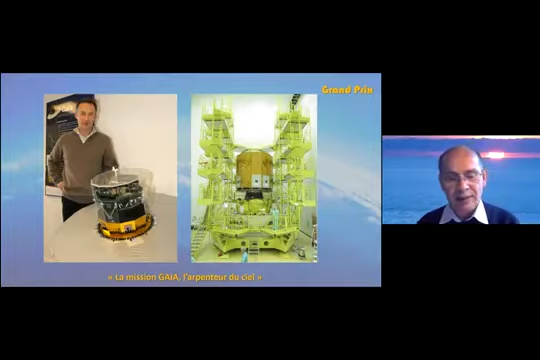 Grand Prix
« La mission GAIA, l'arpenteur du ciel »